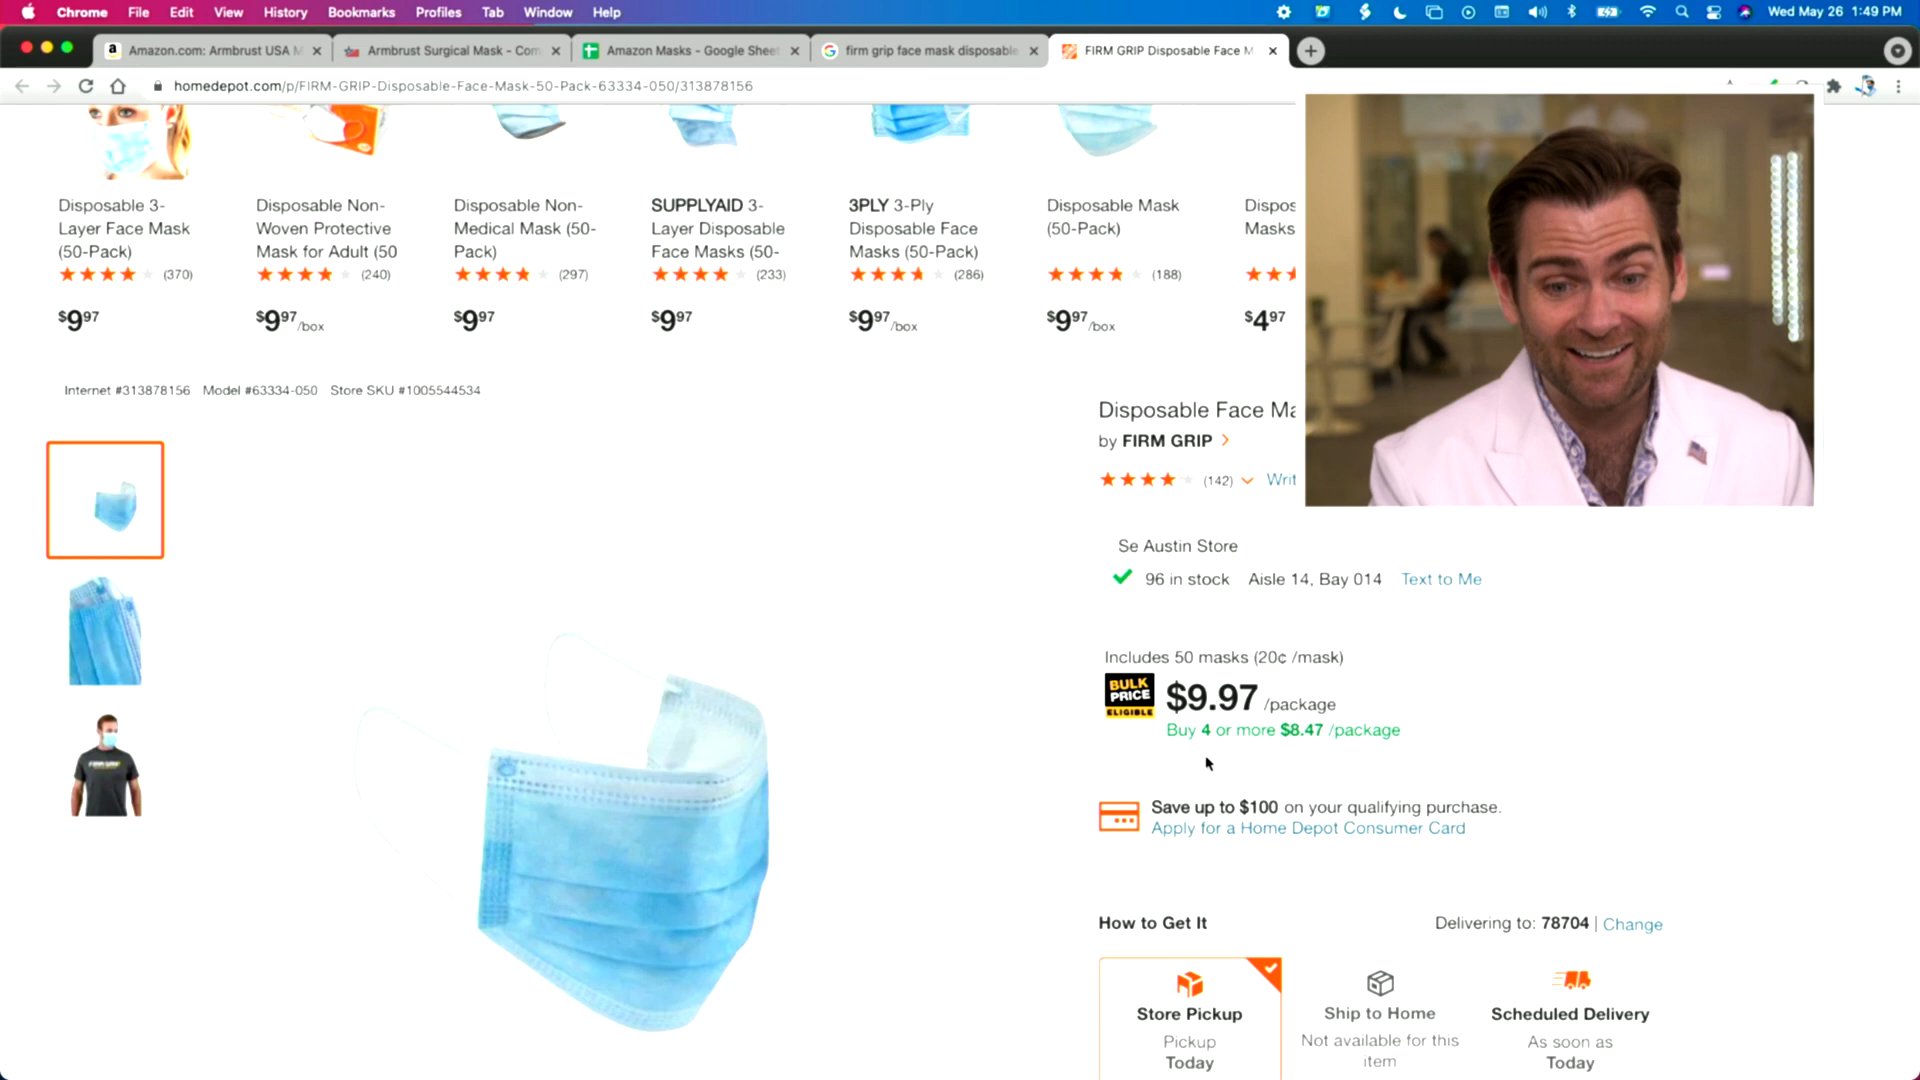 Chrome File Edit View History Bookmarks Profiles Tab Window Help
Wed May 26 1:49 PM
Amazon.com: Armbrust USA M
Armbrust Surgical Mask - Com
Amazon Masks - Google Sheet
firm grip face mask disposable
FIRM GRIP Disposable Face M
homedepot.com/p/FIRM-GRIP-Disposable-Face-Mask-50-Pack-63334-050/313878156
Disposable 3-
Layer Face Mask
(50-Pack)
(370)
$997
Disposable Non-
Woven Protective
Mask for Adult (50
(240)
$997/box
Disposable Non-
Medical Mask (50-
Pack)
(297)
$997
SUPPLYAID 3-
Layer Disposable
Face Masks (50-
(233)
$997
3PLY 3-Ply
Disposable Face
Masks (50-Pack)
(286)
$997/box
Disposable Mask
(50-Pack)
(188)
$997/box
Dispos
Masks
$497
Internet #313878156 Model #63334-050 Store SKU #1005544534
Disposable Face Ma
by FIRM GRIP
(142) Writ
Se Austin Store
96 in stock Aisle 14, Bay 014 Text to Me
Includes 50 masks (20¢ /mask)
BULK
PRICE
ELIGIBLE
$9.97 /package
Buy 4 or more $8.47 /package
Save up to $100 on your qualifying purchase.
Apply for a Home Depot Consumer Card
How to Get It
Delivering to: 78704 | Change
Store Pickup
Pickup
Today
Ship to Home
Not available for this
item
Scheduled Delivery
As soon as
Today